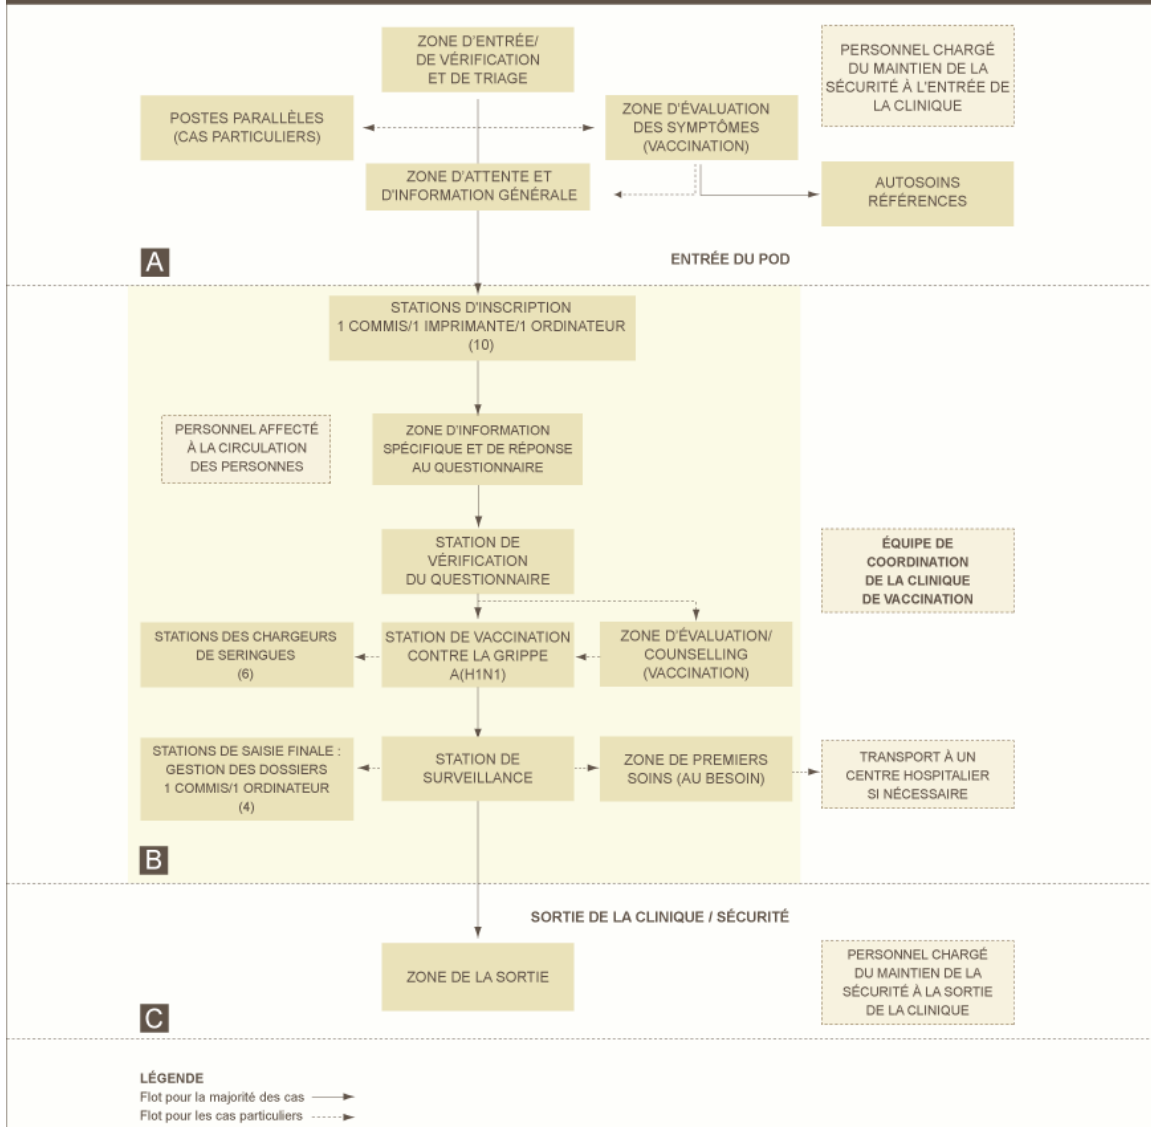 ZONE D'ENTRÉE/
DE VÉRIFICATION
ET DE TRIAGE
PERSONNEL CHARGÉ
DU MAINTIEN DE LA
SÉCURITÉ À L'ENTRÉE DE
LA CLINIQUE
POSTES PARALLÈLES
(CAS PARTICULIERS)
ZONE D'ÉVALUATION
DES SYMPTÔMES
(VACCINATION)
ZONE D'ATTENTE ET
D'INFORMATION GÉNÉRALE
AUTOSOINS
RÉFÉRENCES
A
ENTRÉE DU POD
STATIONS D'INSCRIPTION
1 COMMIS/1 IMPRIMANTE/1 ORDINATEUR
(10)
PERSONNEL AFFECTÉ
À LA CIRCULATION
DES PERSONNES
ZONE D'INFORMATION
SPÉCIFIQUE ET DE RÉPONSE
AU QUESTIONNAIRE
STATION DE
VÉRIFICATION
DU QUESTIONNAIRE
ÉQUIPE DE
COORDINATION
DE LA CLINIQUE
DE VACCINATION
STATIONS DES CHARGEURS
DE SERINGUES
(6)
STATION DE VACCINATION
CONTRE LA GRIPPE
A(H1N1)
ZONE D'ÉVALUATION/
COUNSELLING
(VACCINATION)
STATIONS DE SAISIE FINALE :
GESTION DES DOSSIERS
1 COMMIS/1 ORDINATEUR
(4)
STATION DE
SURVEILLANCE
ZONE DE PREMIERS
SOINS (AU BESOIN)
TRANSPORT À UN
CENTRE HOSPITALIER
SI NÉCESSAIRE
B
SORTIE DE LA CLINIQUE / SÉCURITÉ
ZONE DE LA SORTIE
PERSONNEL CHARGÉ
DU MAINTIEN DE LA
SÉCURITÉ À LA SORTIE
DE LA CLINIQUE
C
LÉGENDE
Flot pour la majorité des cas
Flot pour les cas particuliers